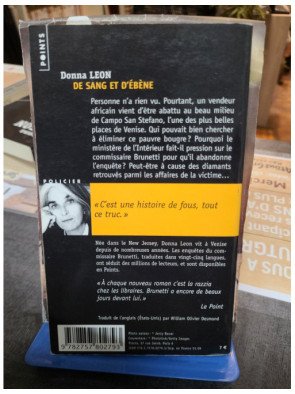 POINTS
Donna LEON
DE SANG ET D'ÉBÈNE
Personne n'a rien vu. Pourtant, un vendeur
africain vient d'être abattu au beau milieu
de Campo San Stefano, l'une des plus belles
places de Venise. Qui pouvait bien chercher
à éliminer ce pauvre bougre ? Pourquoi le
ministère de l'Intérieur fait-il pression sur le
commissaire Brunetti pour qu'il abandonne
l'enquête ? Peut-être à cause des diamants
retrouvés parmi les affaires de la victime…
POLICIER
« C'est une histoire de fous, tout
ce truc. »
Née dans le New Jersey, Donna Leon vit à Venise
depuis de nombreuses années. Les enquêtes du com-
missaire Brunetti, traduites dans vingt-cinq langues,
ont séduit des millions de lecteurs, et sont disponibles
en Points.
« À chaque nouveau roman c'est la razzia
chez les libraires. Brunetti a encore de beaux
jours devant lui. »
Le Point
Traduit de l'anglais (États-Unis) par William Olivier Desmond
9 782757 802793
7 €